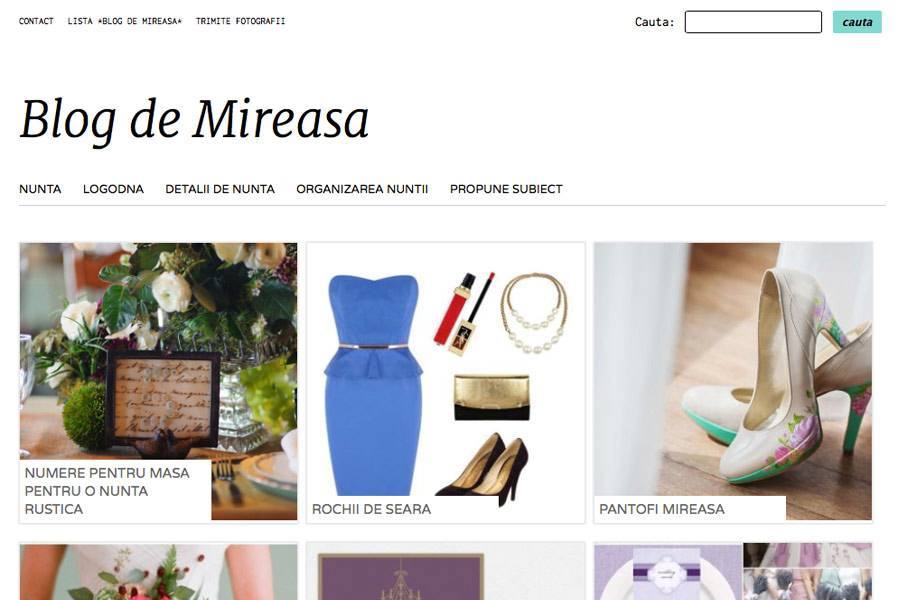 CONTACT LISTA *BLOG DE MIREASA* TRIMITE FOTOGRAFII
Cauta: cauta
Blog de Mireasa
NUNTA LOGODNA DETALII DE NUNTA ORGANIZAREA NUNTII PROPUNE SUBIECT
NUMERE PENTRU MASA
PENTRU O NUNTA
RUSTICA
ROCHII DE SEARA
PANTOFI MIREASA